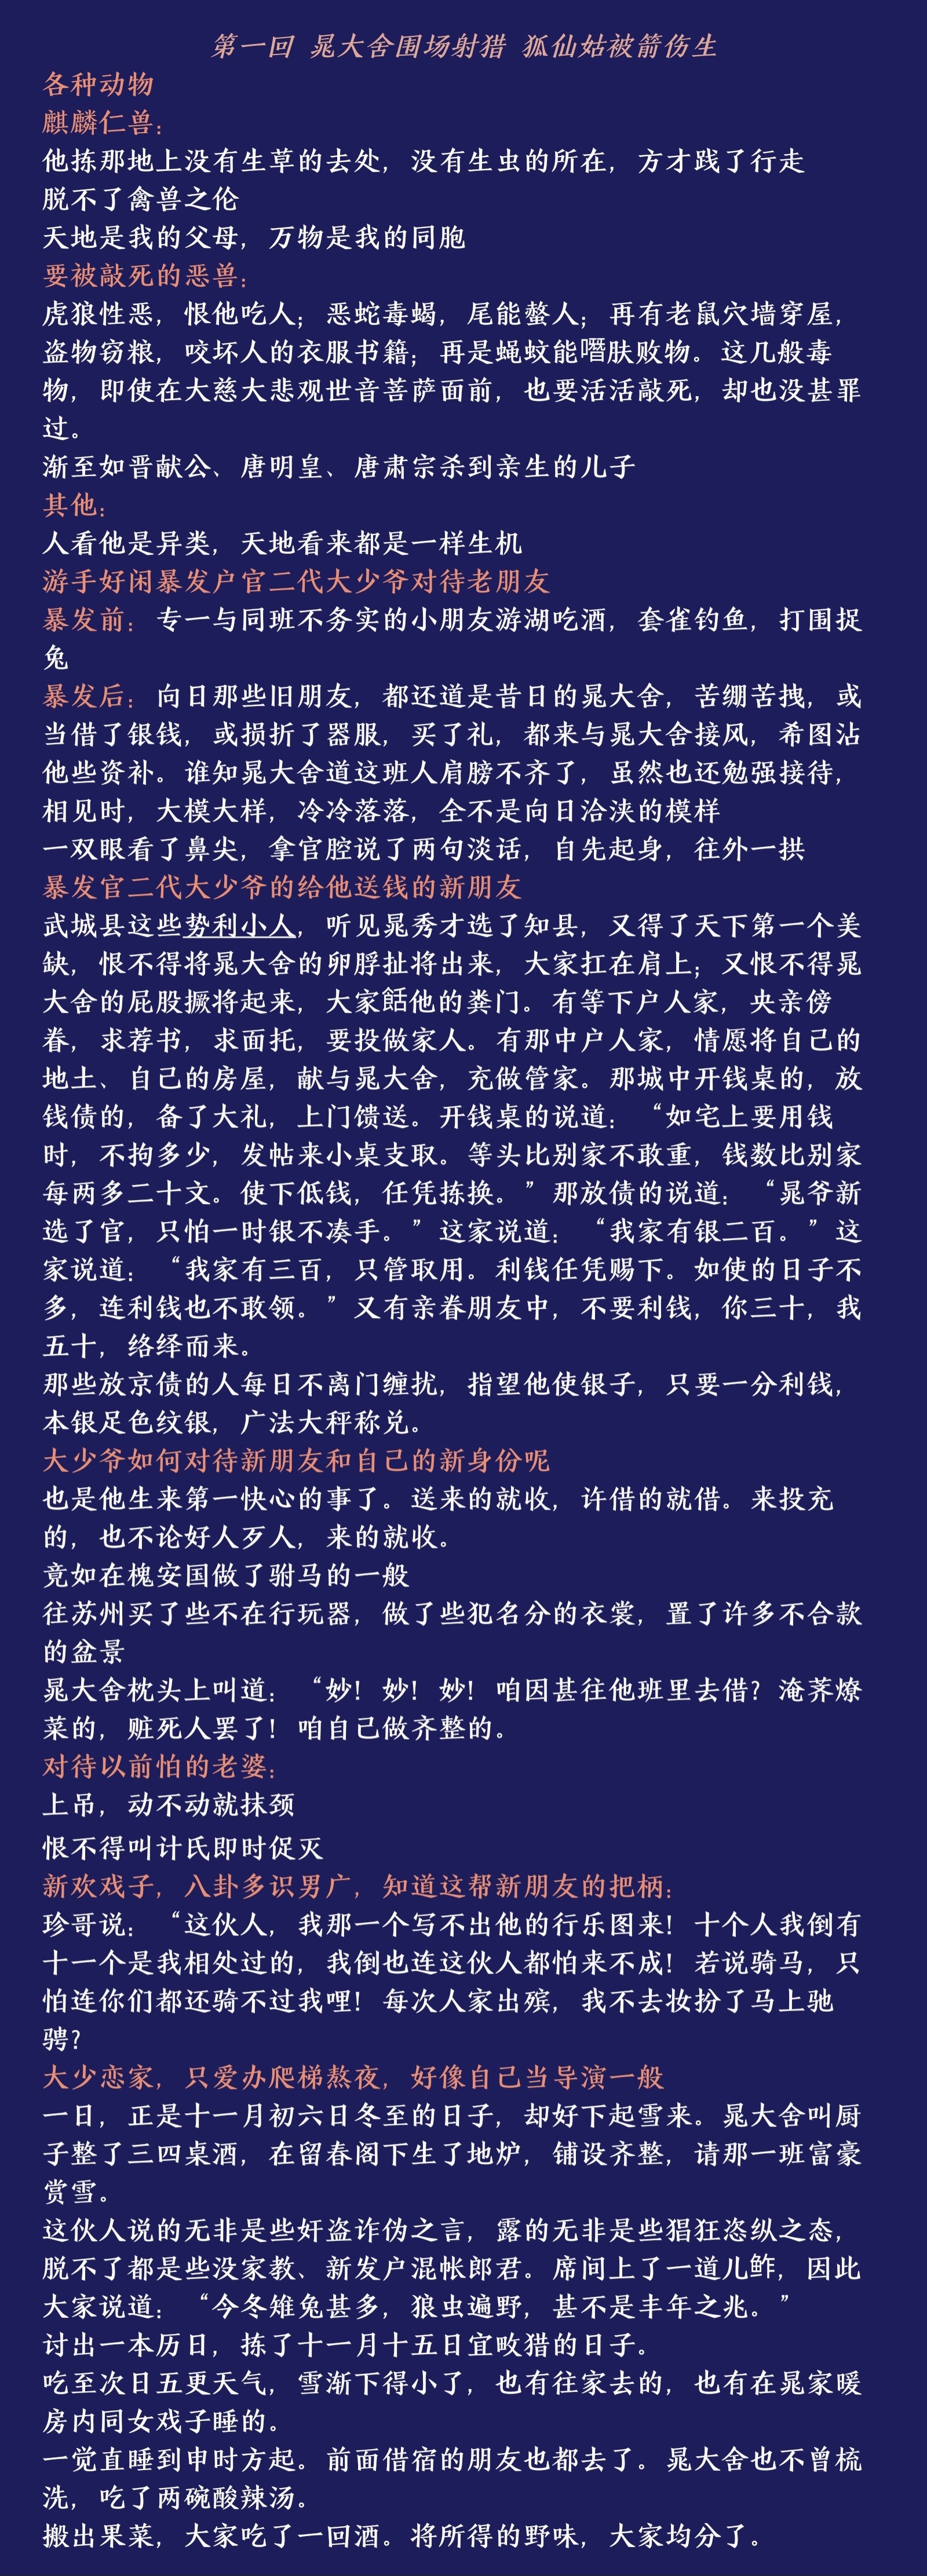 第一回 晁大舍围场射猎 狐仙姑被箭伤生
各种动物
麒麟仁兽：
他拣那地上没有生草的去处，没有生虫的所在，方才践了行走
脱不了禽兽之伦
天地是我的父母，万物是我的同胞
要被敲死的恶兽：
虎狼性恶，恨他吃人；恶蛇毒蝎，尾能螫人；再有老鼠穴墙穿屋，
盗物窃粮，咬坏人的衣服书籍；再是蝇蚊能噆肤败物。这几般毒
物，即使在大慈大悲观世音菩萨面前，也要活活敲死，却也没甚罪
过。
渐至如晋献公、唐明皇、唐肃宗杀到亲生的儿子
其他：
人看他是异类，天地看来都是一样生机
游手好闲暴发户官二代大少爷对待老朋友
暴发前：专一与同班不务实的小朋友游湖吃酒，套雀钓鱼，打围捉
兔
暴发后：向日那些旧朋友，都还道是昔日的晁大舍，苦绷苦拽，或
当借了银钱，或损折了器服，买了礼，都来与晁大舍接风，希图沾
他些资补。谁知晁大舍道这班人肩膀不齐了，虽然也还勉强接待，
相见时，大模大样，冷冷落落，全不是向日洽浃的模样
一双眼看了鼻尖，拿官腔说了两句淡话，自先起身，往外一拱
暴发官二代大少爷的给他送钱的新朋友
武城县这些势利小人，听见晁秀才选了知县，又得了天下第一个美
缺，恨不得将晁大舍的卵脬扯将出来，大家扛在肩上；又恨不得晁
大舍的屁股撅将起来，大家餂他的粪门。有等下户人家，央亲傍
眷，求荐书，求面托，要投做家人。有那中户人家，情愿将自己的
地土、自己的房屋，献与晁大舍，充做管家。那城中开钱桌的，放
钱债的，备了大礼，上门馈送。开钱桌的说道：“如宅上要用钱
时，不拘多少，发帖来小桌支取。等头比别家不敢重，钱数比别家
每两多二十文。使下低钱，任凭拣换。”那放债的说道：“晁爷新
选了官，只怕一时银不凑手。”这家说道：“我家有银二百。”这
家说道：“我家有三百，只管取用。利钱任凭赐下。如使的日子不
多，连利钱也不敢领。”又有亲眷朋友中，不要利钱，你三十，我
五十，络绎而来。
那些放京债的人每日不离门缠扰，指望他使银子，只要一分利钱，
本银足色纹银，广法大秤称兑。
大少爷如何对待新朋友和自己的新身份呢
也是他生来第一快心的事了。送来的就收，许借的就借。来投充
的，也不论好人歹人，来的就收。
竟如在槐安国做了驸马的一般
往苏州买了些不在行玩器，做了些犯名分的衣裳，置了许多不合款
的盆景
晁大舍枕头上叫道：“妙！妙！妙！咱因甚往他班里去借？淹荠燎
菜的，赃死人罢了！咱自己做齐整的。
对待以前怕的老婆：
上吊，动不动就抹颈
恨不得叫计氏即时促灭
新欢戏子，八卦多识男广，知道这帮新朋友的把柄：
珍哥说：“这伙人，我那一个写不出他的行乐图来！十个人我倒有
十一个是我相处过的，我倒也连这伙人都怕来不成！若说骑马，只
怕连你们都还骑不过我哩！每次人家出殡，我不去妆扮了马上驰
骋？
大少恋家，只爱办爬梯熬夜，好像自己当导演一般
一日，正是十一月初六日冬至的日子，却好下起雪来。晁大舍叫厨
子整了三四桌酒，在留春阁下生了地炉，铺设齐整，请那一班富豪
赏雪。
这伙人说的无非是些奸盗诈伪之言，露的无非是些猖狂恣纵之态，
脱不了都是些没家教、新发户混帐郎君。席间上了一道儿鲊，因此
大家说道：“今冬雉兔甚多，狼虫遍野，甚不是丰年之兆。”
讨出一本历日，拣了十一月十五日宜畋猎的日子。
吃至次日五更天气，雪渐下得小了，也有往家去的，也有在晁家暖
房内同女戏子睡的。
一觉直睡到申时方起。前面借宿的朋友也都去了。晁大舍也不曾梳
洗，吃了两碗酸辣汤。
搬出果菜，大家吃了一回酒。将所得的野味，大家均分了。